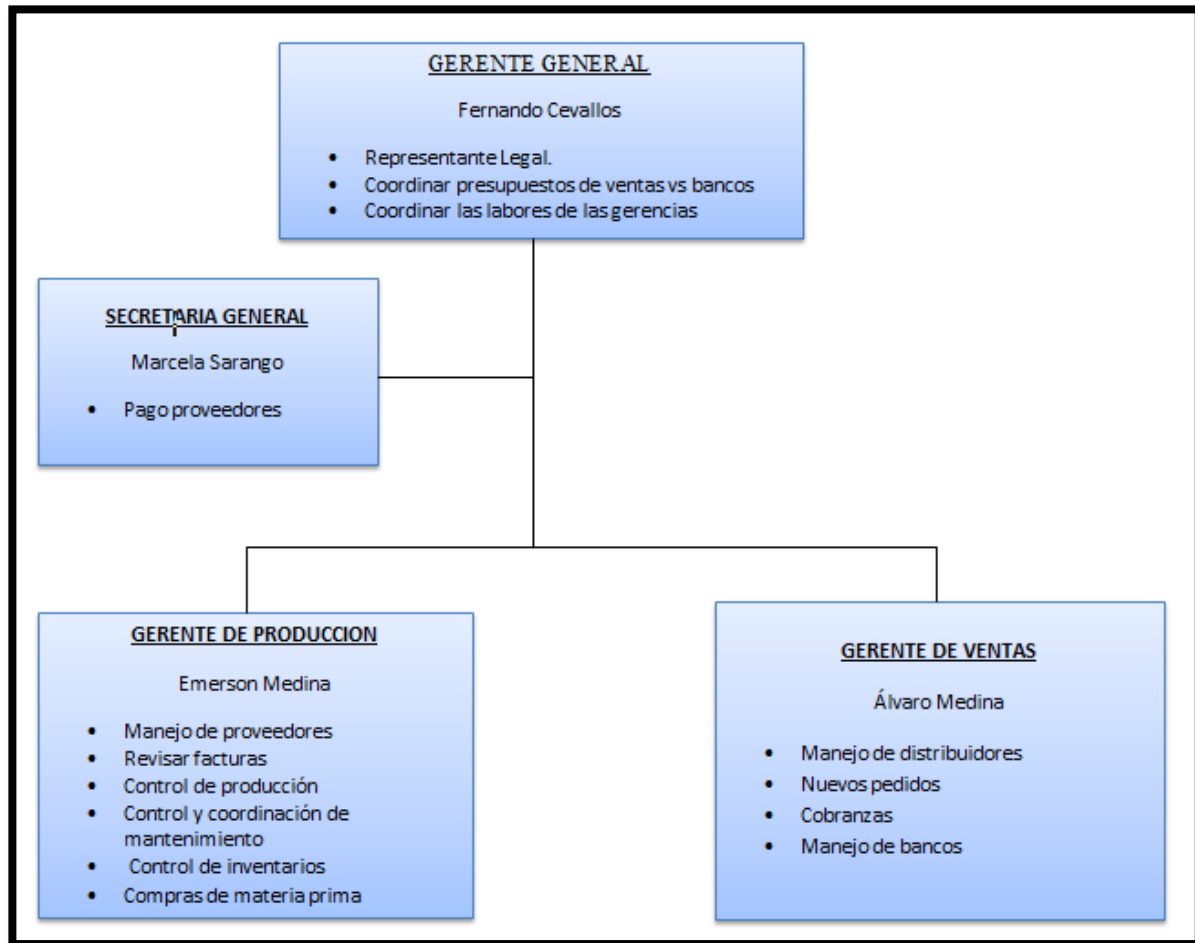 GERENTE GENERAL
Fernando Cevallos
• Representante Legal.
• Coordinar presupuestos de ventas vs bancos
• Coordinar las labores de las gerencias
SECRETARIA GENERAL
Marcela Sarango
• Pago proveedores
GERENTE DE PRODUCCION
Emerson Medina
• Manejo de proveedores
• Revisar facturas
• Control de producción
• Control y coordinación de
mantenimiento
• Control de inventarios
• Compras de materia prima
GERENTE DE VENTAS
Álvaro Medina
• Manejo de distribuidores
• Nuevos pedidos
• Cobranzas
• Manejo de bancos